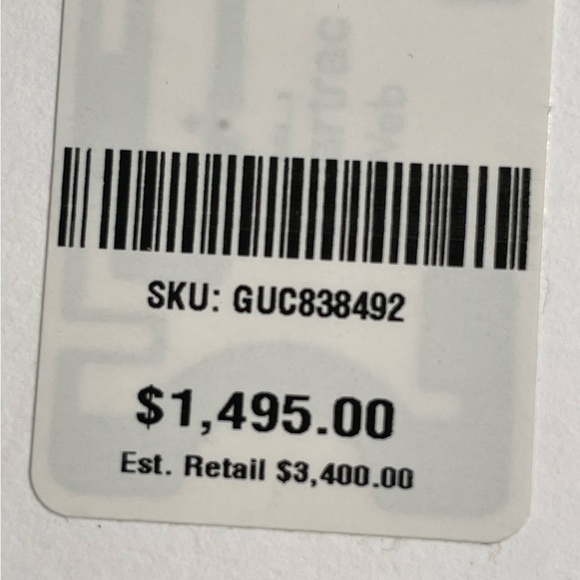 SKU: GUC838492
$1,495.00
Est. Retail $3,400.00